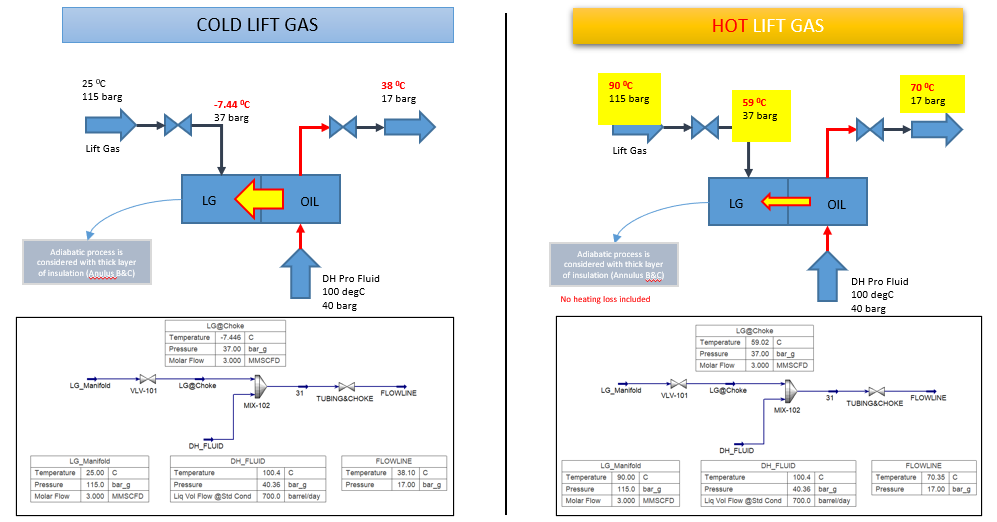 COLD LIFT GAS
25 ⁰C
115 barg
Lift Gas
-7.44 ⁰C
37 barg
38 ⁰C
17 barg
LG
OIL
Adiabatic process is
considered with thick layer
of insulation (Anulus B&C)
DH Pro Fluid
100 degC
40 barg
LG@Choke
Temperature -7.446 C
Pressure 37.00 bar_g
Molar Flow 3.000 MMSCFD
LG_Manifold
VLV-101
LG@Choke
MIX-102
31
TUBING&CHOKE
FLOWLINE
DH_FLUID
LG_Manifold
Temperature 25.00 C
Pressure 115.0 bar_g
Molar Flow 3.000 MMSCFD
DH_FLUID
Temperature 100.4 C
Pressure 40.36 bar_g
Liq Vol Flow @Std Cond 700.0 barrel/day
FLOWLINE
Temperature 38.10 C
Pressure 17.00 bar_g
HOT LIFT GAS
90 ⁰C
115 barg
Lift Gas
59 ⁰C
37 barg
70 ⁰C
17 barg
LG
OIL
Adiabatic process is
considered with thick layer
of insulation (Annulus B&C)
No heating loss included
DH Pro Fluid
100 degC
40 barg
LG@Choke
Temperature 59.02 C
Pressure 37.00 bar_g
Molar Flow 3.000 MMSCFD
LG_Manifold
VLV-101
LG@Choke
MIX-102
31
TUBING&CHOKE
FLOWLINE
DH_FLUID
LG_Manifold
Temperature 90.00 C
Pressure 115.0 bar_g
Molar Flow 3.000 MMSCFD
DH_FLUID
Temperature 100.4 C
Pressure 40.36 bar_g
Liq Vol Flow @Std Cond 700.0 barrel/day
FLOWLINE
Temperature 70.35 C
Pressure 17.00 bar_g